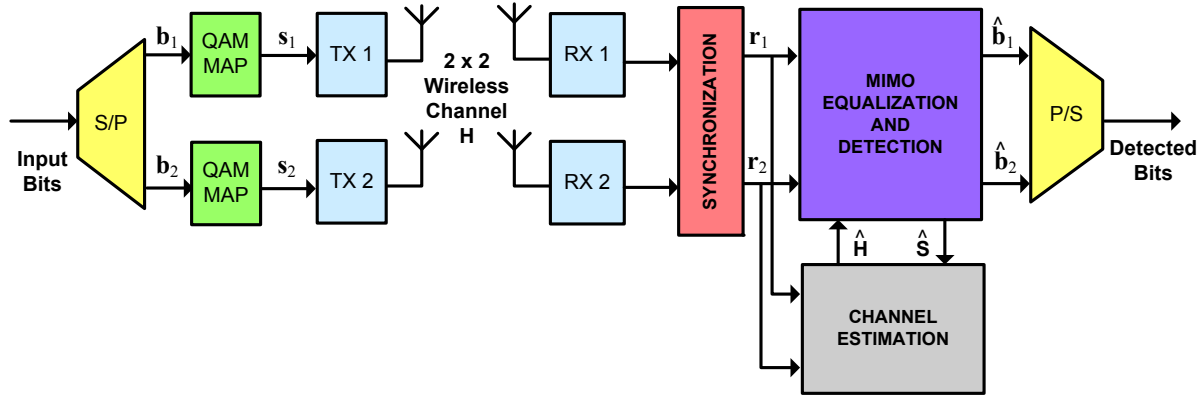 Input
Bits
S/P
b1
b2
QAM
MAP
QAM
MAP
s1
s2
TX 1
TX 2
2 x 2
Wireless
Channel
H
RX 1
RX 2
SYNCHRONIZATION
r1
r2
MIMO
EQUALIZATION
AND
DETECTION
Ĥ
Ŝ
CHANNEL
ESTIMATION
b̂1
b̂2
P/S
Detected
Bits